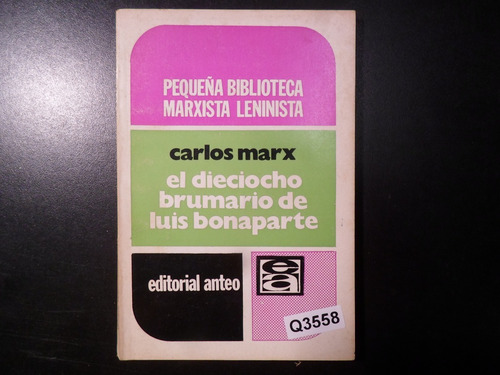 PEQUEÑA BIBLIOTECA
MARXISTA LENINISTA
carlos marx
el dieciocho
brumario de
luis bonaparte
editorial anteo
ea
Q3558